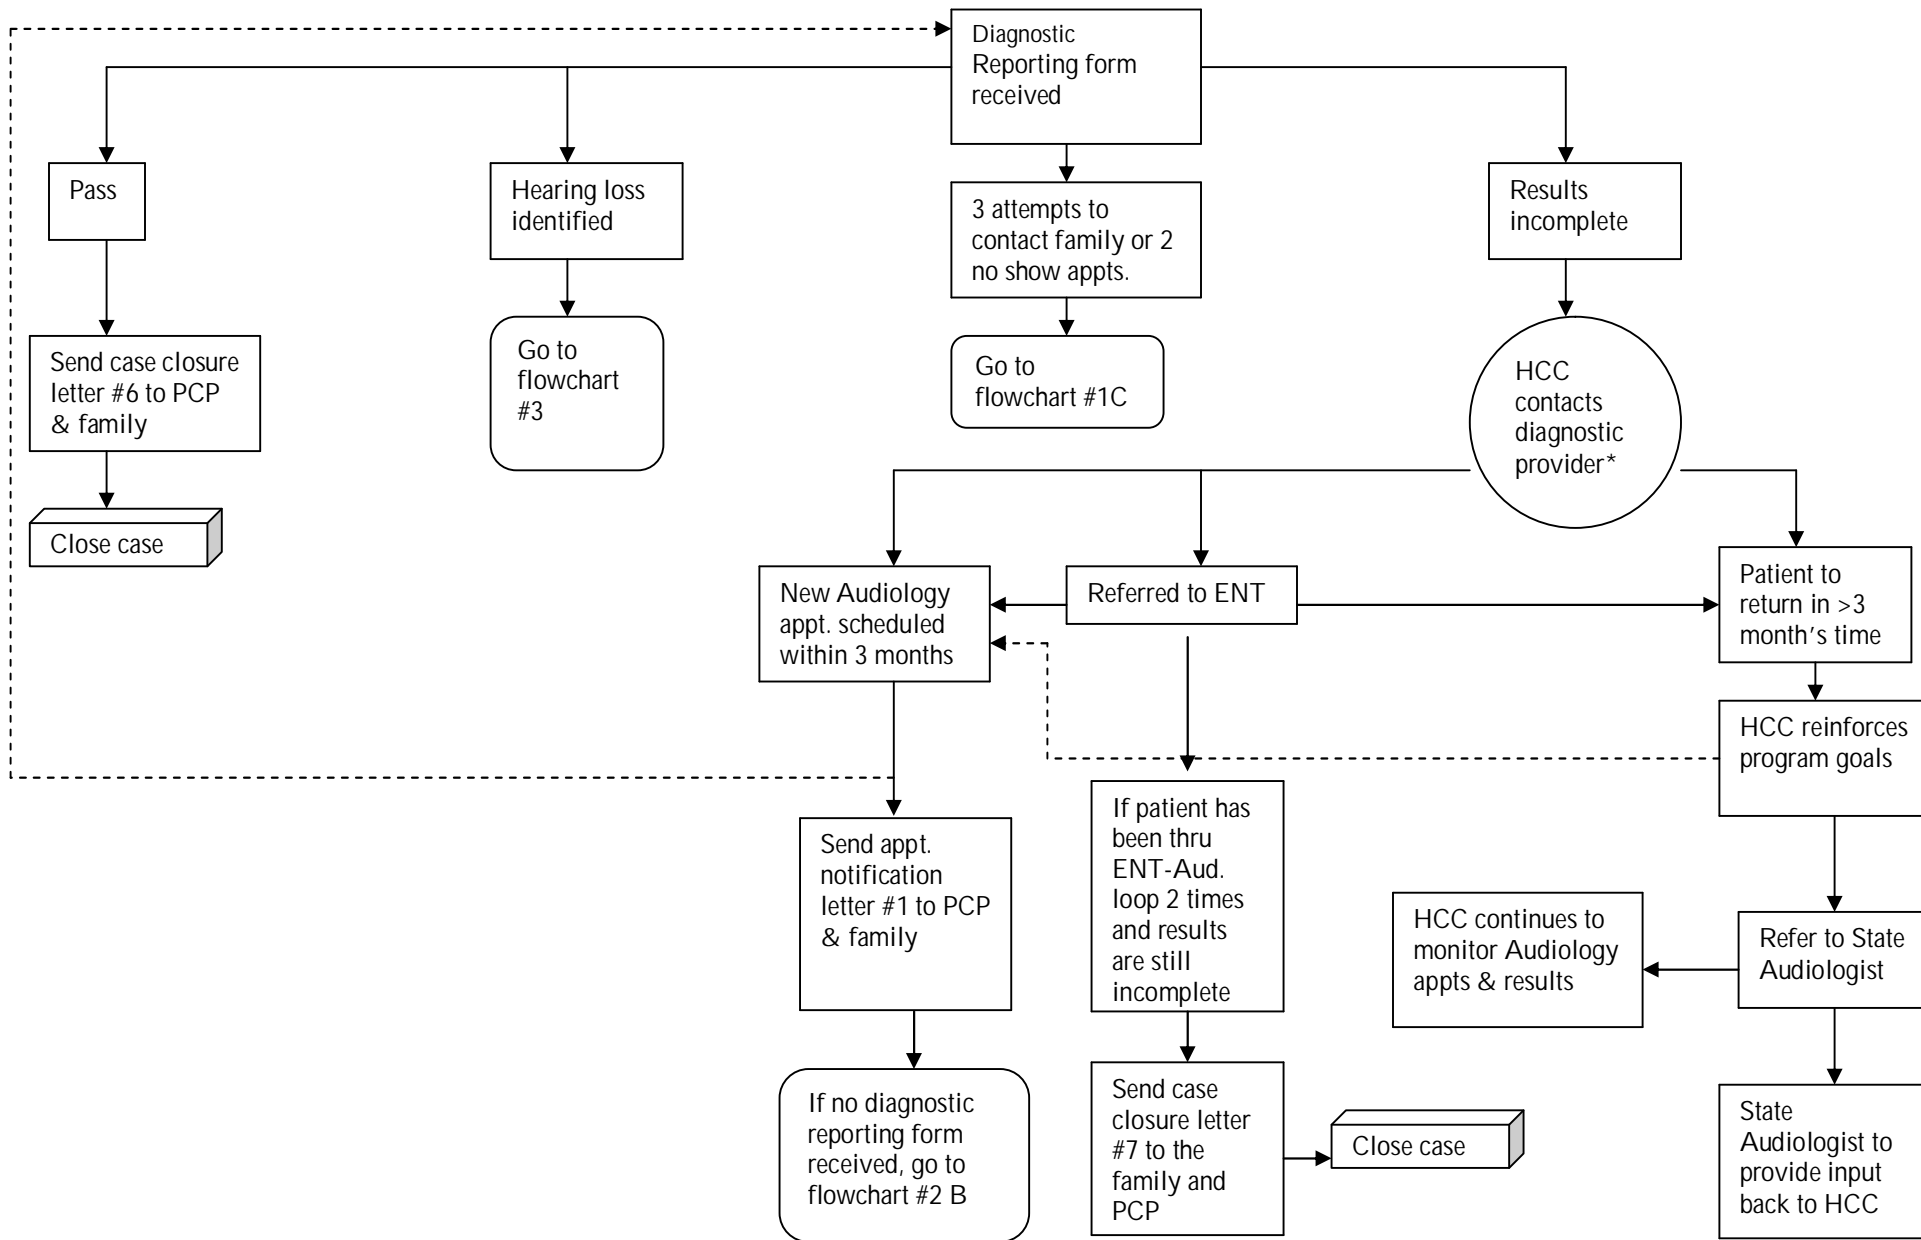 Diagnostic
Reporting form
received
Pass
Hearing loss
identified
3 attempts to
contact family or 2
no show appts.
Results
incomplete
Send case closure
letter #6 to PCP
& family
Go to
flowchart
#3
Go to
flowchart #1C
HCC
contacts
diagnostic
provider*
Close case
New Audiology
appt. scheduled
within 3 months
Referred to ENT
Patient to
return in >3
month's time
HCC reinforces
program goals
Send appt.
notification
letter #1 to PCP
& family
If patient has
been thru
ENT-Aud.
loop 2 times
and results
are still
incomplete
HCC continues to
monitor Audiology
appts & results
Refer to State
Audiologist
If no diagnostic
reporting form
received, go to
flowchart #2 B
Send case
closure letter
#7 to the
family and
PCP
Close case
State
Audiologist to
provide input
back to HCC